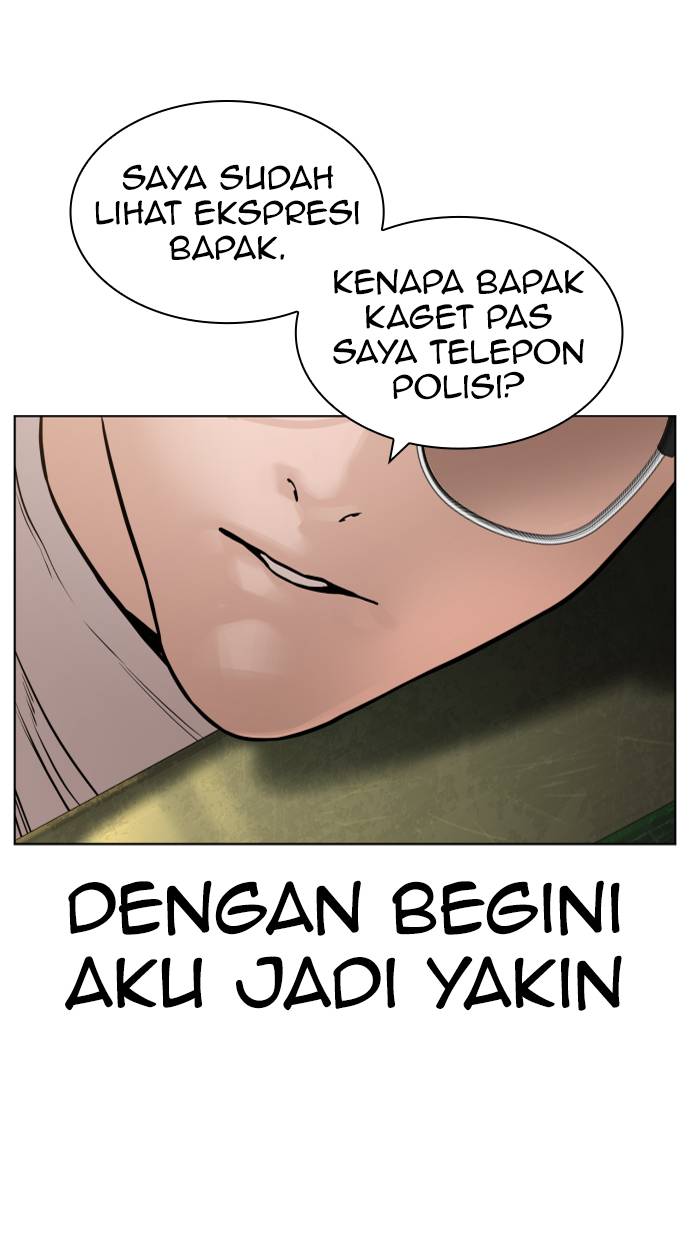 SAYA SUDAH
LIHAT EKSPRESI
BAPAK.
KENAPA BAPAK
KAGET PAS
SAYA TELEPON
POLISI?
DENGAN BEGINI
AKU JADI YAKIN